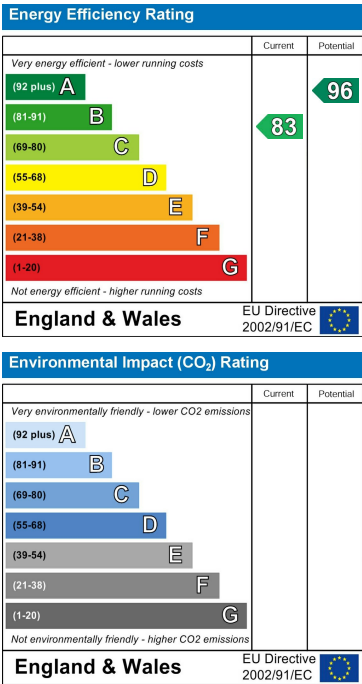 Energy Efficiency Rating
Current Potential
Very energy efficient - lower running costs
(92 plus) A
(81-91) B
(69-80) C
(55-68) D
(39-54) E
(21-38) F
(1-20) G
83
96
Not energy efficient - higher running costs
England & Wales
EU Directive
2002/91/EC
Environmental Impact (CO₂) Rating
Current Potential
Very environmentally friendly - lower CO2 emissions
(92 plus) A
(81-91) B
(69-80) C
(55-68) D
(39-54) E
(21-38) F
(1-20) G
Not environmentally friendly - higher CO2 emissions
England & Wales
EU Directive
2002/91/EC